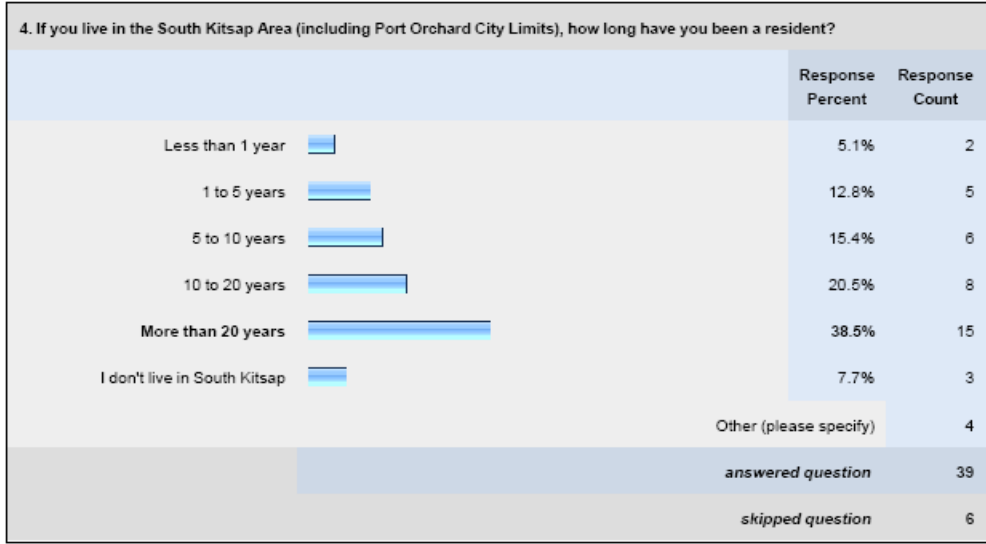 4. If you live in the South Kitsap Area (including Port Orchard City Limits), how long have you been a resident?
Response Percent Response Count
Less than 1 year 5.1% 2
1 to 5 years 12.8% 5
5 to 10 years 15.4% 6
10 to 20 years 20.5% 8
More than 20 years 38.5% 15
I don't live in South Kitsap 7.7% 3
Other (please specify) 4
answered question 39
skipped question 6